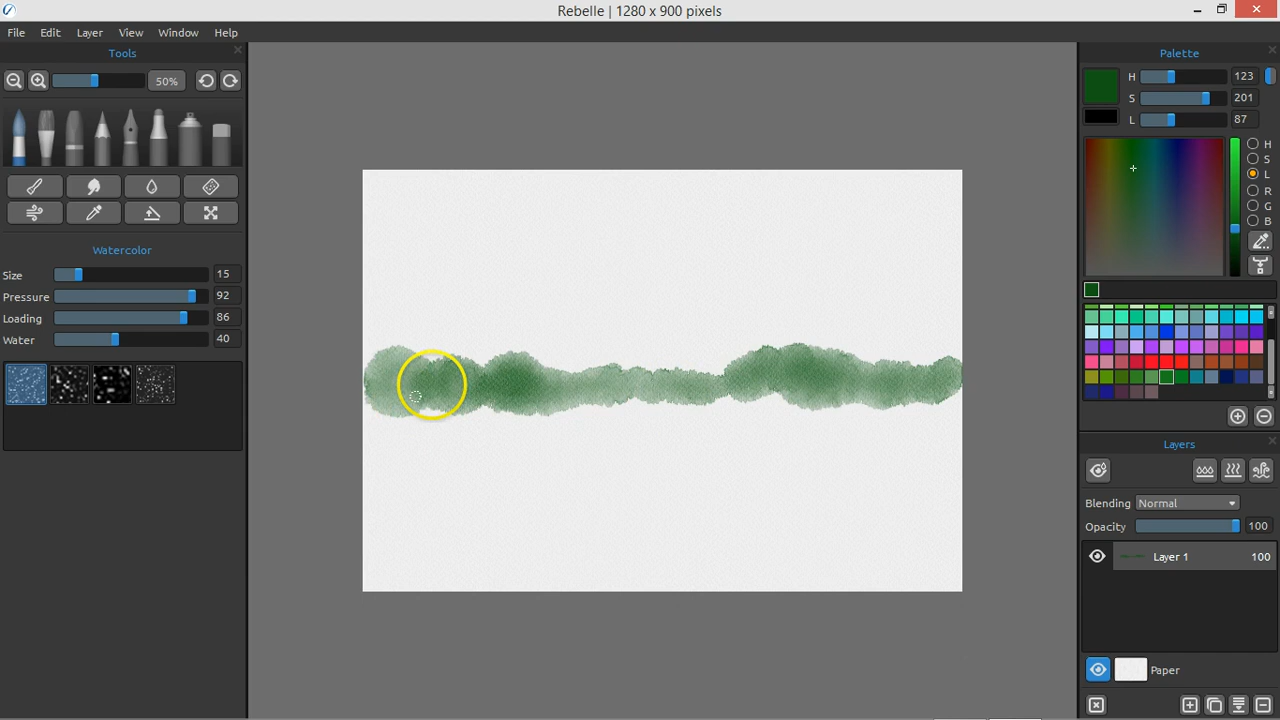 Rebelle | 1280 x 900 pixels
File Edit Layer View Window Help
Tools
50%
Watercolor
Size 15
Pressure 92
Loading 86
Water 40
Palette
H 123
S 201
L 87
H
S
L
R
G
B
Layers
Blending Normal
Opacity 100
Layer 1 100
Paper